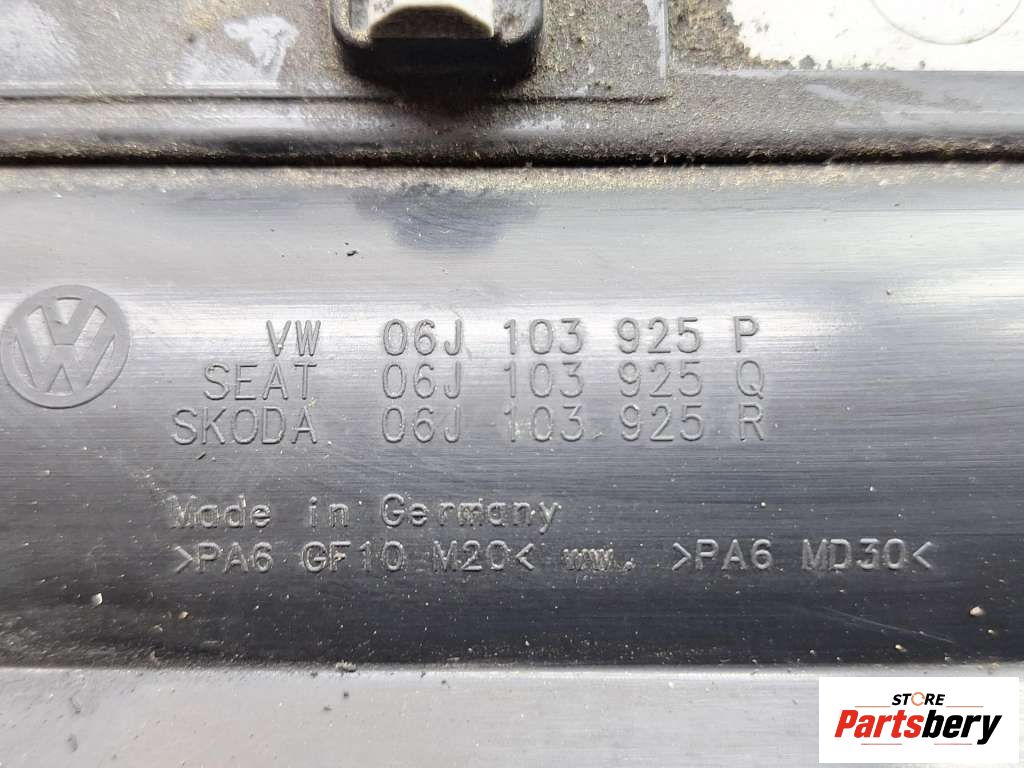 VW 06J 103 925 P
SEAT 06J 103 925 Q
SKODA 06J 103 925 R
Made in Germany
>PA6 GF10 M20< ww. >PA6 MD30<
STORE
Partsbery